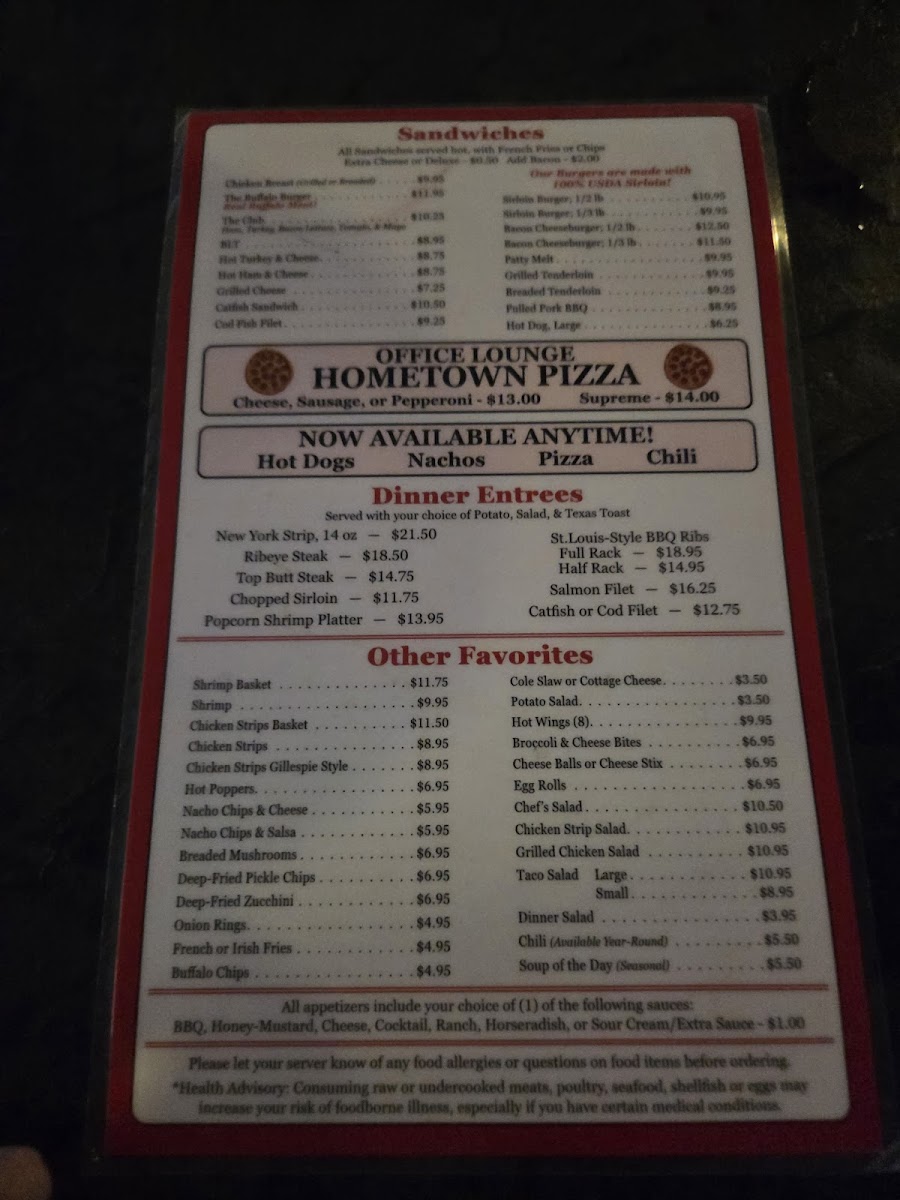 Sandwiches
All Sandwiches served hot, with French Fries or Chips
Extra Cheese or Deluxe - $0.50 Add Bacon - $2.00
Chicken Breast (Grilled or Breaded) . . . . . $9.95
The Buffalo Burger . . . . . $11.95
Real Buffalo Meat!
The Club . . . . . $10.25
Ham, Turkey, Bacon Lettuce, Tomato, & Mayo
BLT . . . . . $8.95
Hot Turkey & Cheese . . . . . $8.75
Hot Ham & Cheese . . . . . $8.75
Grilled Cheese . . . . . $7.25
Catfish Sandwich . . . . . $10.50
Cod Fish Filet . . . . . $9.25
Our Burgers are made with
100% USDA Sirloin!
Sirloin Burger; 1/2 lb . . . . . $10.95
Sirloin Burger; 1/3 lb . . . . . $9.95
Bacon Cheeseburger; 1/2 lb . . . . . $12.50
Bacon Cheeseburger; 1/3 lb . . . . . $11.50
Patty Melt . . . . . $9.95
Grilled Tenderloin . . . . . $9.95
Breaded Tenderloin . . . . . $9.25
Pulled Pork BBQ . . . . . $8.95
Hot Dog, Large . . . . . $6.25
OFFICE LOUNGE
HOMETOWN PIZZA
Cheese, Sausage, or Pepperoni - $13.00 Supreme - $14.00
NOW AVAILABLE ANYTIME!
Hot Dogs Nachos Pizza Chili
Dinner Entrees
Served with your choice of Potato, Salad, & Texas Toast
New York Strip, 14 oz — $21.50
Ribeye Steak — $18.50
Top Butt Steak — $14.75
Chopped Sirloin — $11.75
Popcorn Shrimp Platter — $13.95
St.Louis-Style BBQ Ribs
Full Rack — $18.95
Half Rack — $14.95
Salmon Filet — $16.25
Catfish or Cod Filet — $12.75
Other Favorites
Shrimp Basket . . . . . $11.75
Shrimp . . . . . $9.95
Chicken Strips Basket . . . . . $11.50
Chicken Strips . . . . . $8.95
Chicken Strips Gillespie Style . . . . . $8.95
Hot Poppers. . . . . . $6.95
Nacho Chips & Cheese . . . . . $5.95
Nacho Chips & Salsa . . . . . $5.95
Breaded Mushrooms . . . . . $6.95
Deep-Fried Pickle Chips . . . . . $6.95
Deep-Fried Zucchini . . . . . $6.95
Onion Rings. . . . . . $4.95
French or Irish Fries . . . . . $4.95
Buffalo Chips . . . . . $4.95
Cole Slaw or Cottage Cheese. . . . . . $3.50
Potato Salad. . . . . . $3.50
Hot Wings (8). . . . . . $9.95
Broccoli & Cheese Bites . . . . . $6.95
Cheese Balls or Cheese Stix . . . . . $6.95
Egg Rolls . . . . . $6.95
Chef's Salad . . . . . $10.50
Chicken Strip Salad. . . . . . $10.95
Grilled Chicken Salad . . . . . $10.95
Taco Salad Large . . . . . $10.95
Small . . . . . $8.95
Dinner Salad . . . . . $3.95
Chili (Available Year-Round) . . . . . $5.50
Soup of the Day (Seasonal) . . . . . $5.50
All appetizers include your choice of (1) of the following sauces:
BBQ, Honey-Mustard, Cheese, Cocktail, Ranch, Horseradish, or Sour Cream/Extra Sauce - $1.00
Please let your server know of any food allergies or questions on food items before ordering.
*Health Advisory: Consuming raw or undercooked meats, poultry, seafood, shellfish or eggs may
increase your risk of foodborne illness, especially if you have certain medical conditions.